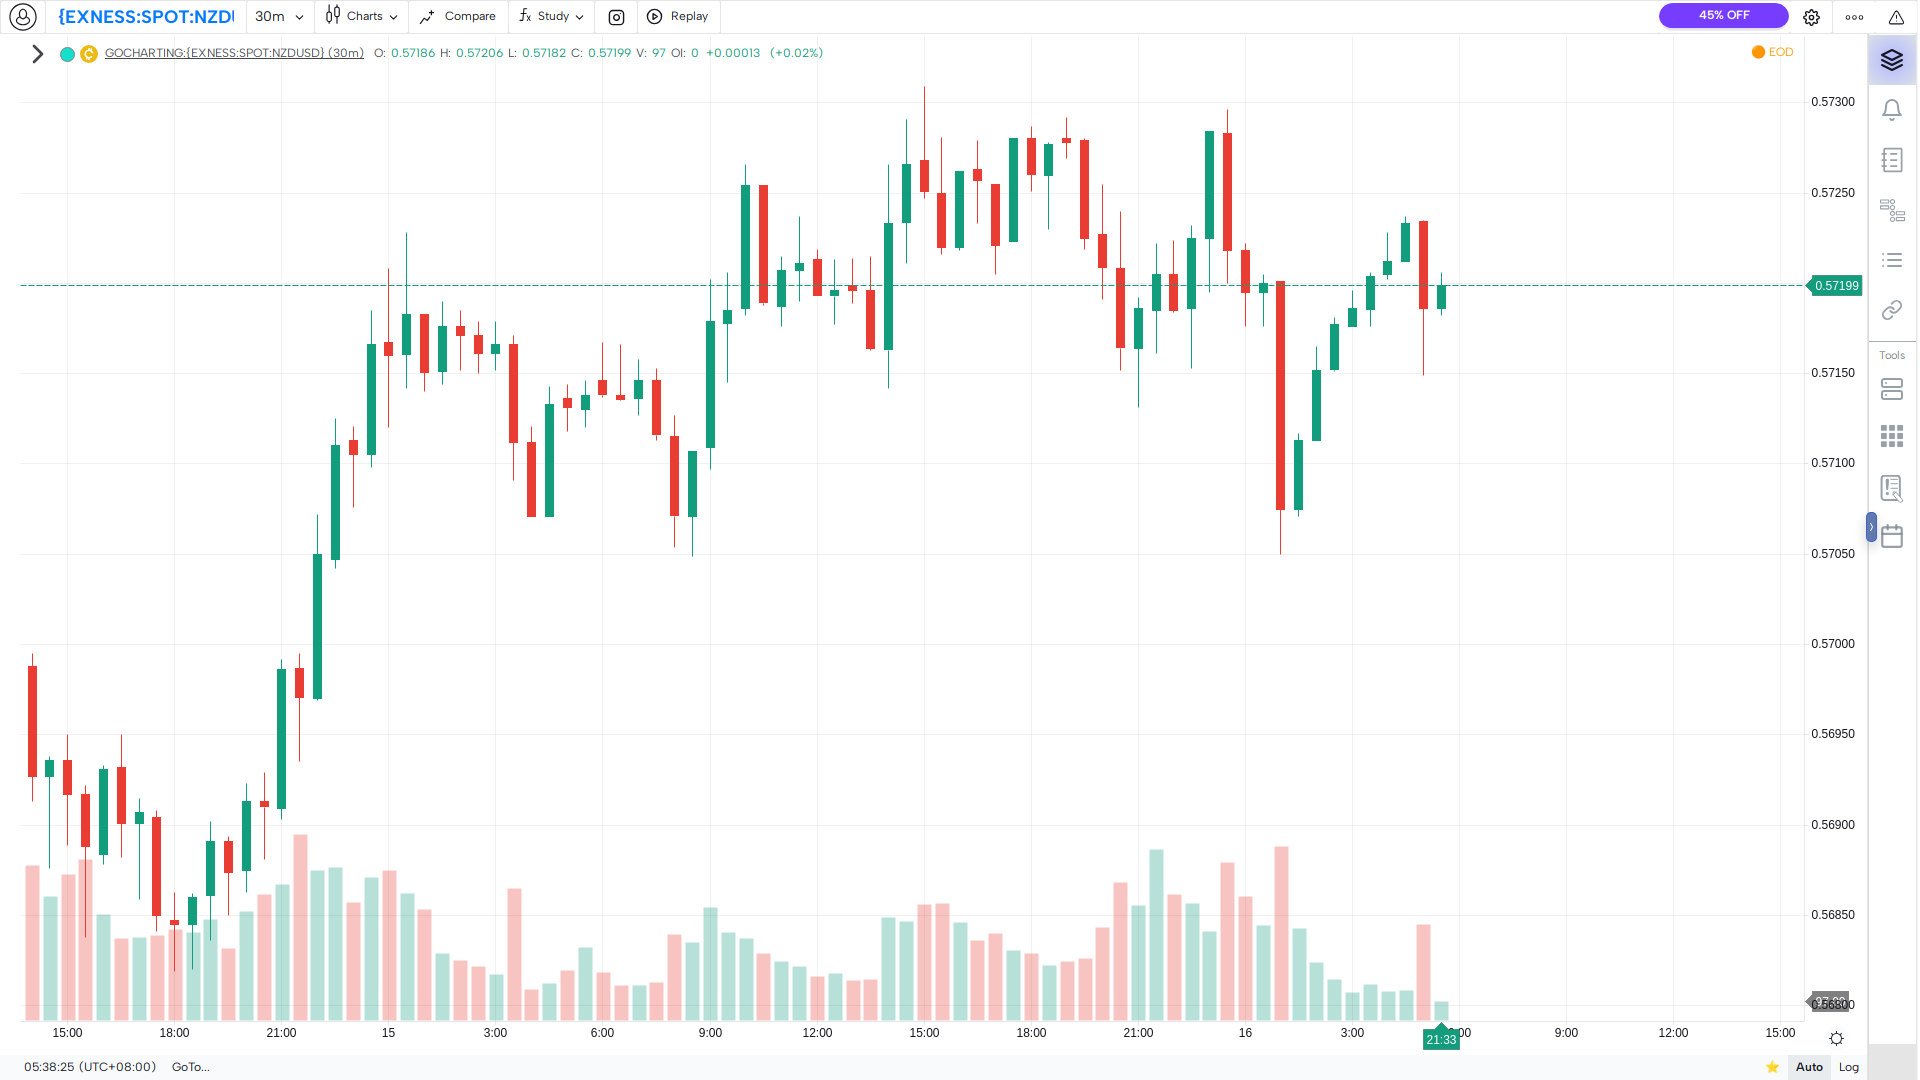 {EXNESS:SPOT:NZDU
30m
Charts
Compare
Study
Replay
45% OFF
GOCHARTING:{EXNESS:SPOT:NZDUSD} (30m) O: 0.57186 H: 0.57206 L: 0.57182 C: 0.57199 V: 97 OI: 0 +0.00013 (+0.02%)
EOD
0.57300
0.57250
0.57199
0.57150
0.57100
0.57050
0.57000
0.56950
0.56900
0.56850
0.56800
Tools
15:00 18:00 21:00 15 3:00 6:00 9:00 12:00 15:00 18:00 21:00 16 3:00 9:00 12:00 15:00
21:33
05:38:25 (UTC+08:00) GoTo...
Auto Log